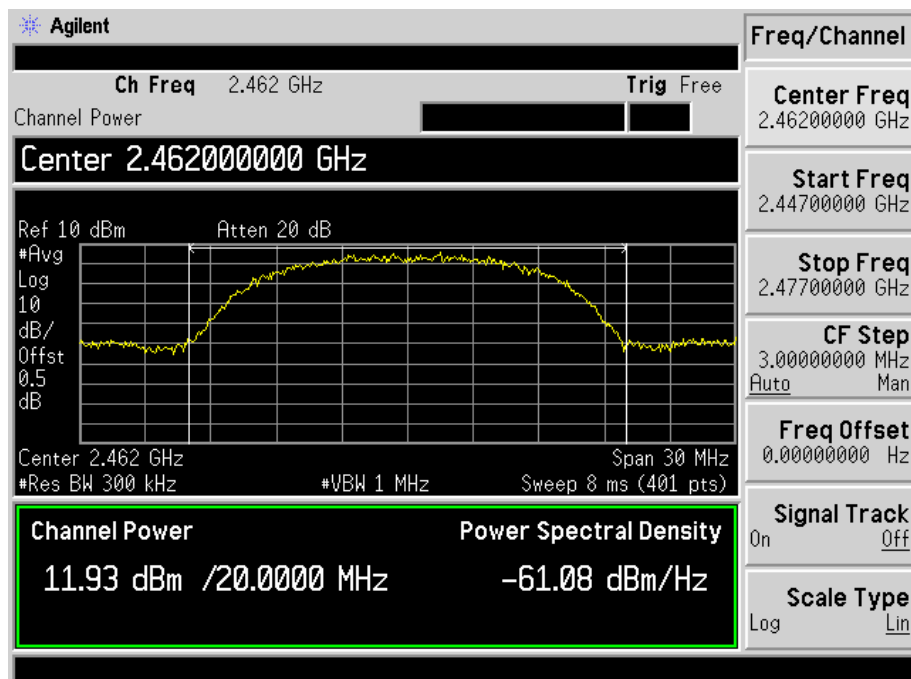 Agilent
Freq/Channel
Ch Freq 2.462 GHz Trig Free
Channel Power
Center 2.462000000 GHz
Ref 10 dBm Atten 20 dB
#Avg
Log
10
dB/
Offst
0.5
dB
Center 2.462 GHz Span 30 MHz
#Res BW 300 kHz #VBW 1 MHz Sweep 8 ms (401 pts)
Channel Power Power Spectral Density
11.93 dBm /20.0000 MHz -61.08 dBm/Hz
Center Freq
2.46200000 GHz
Start Freq
2.44700000 GHz
Stop Freq
2.47700000 GHz
CF Step
3.00000000 MHz
Auto Man
Freq Offset
0.00000000 Hz
Signal Track
On Off
Scale Type
Log Lin